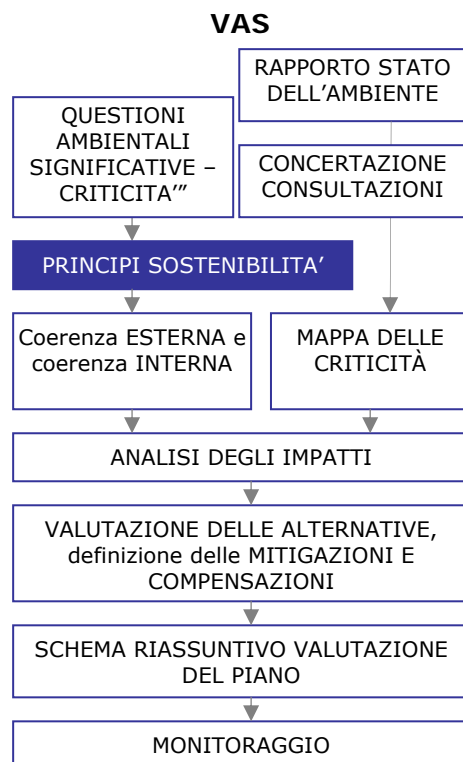 VAS
RAPPORTO STATO
DELL'AMBIENTE
QUESTIONI
AMBIENTALI
SIGNIFICATIVE –
CRITICITA'”
CONCERTAZIONE
CONSULTAZIONI
PRINCIPI SOSTENIBILITA'
Coerenza ESTERNA e
coerenza INTERNA
MAPPA DELLE
CRITICITÀ
ANALISI DEGLI IMPATTI
VALUTAZIONE DELLE ALTERNATIVE,
definizione delle MITIGAZIONI E
COMPENSAZIONI
SCHEMA RIASSUNTIVO VALUTAZIONE
DEL PIANO
MONITORAGGIO